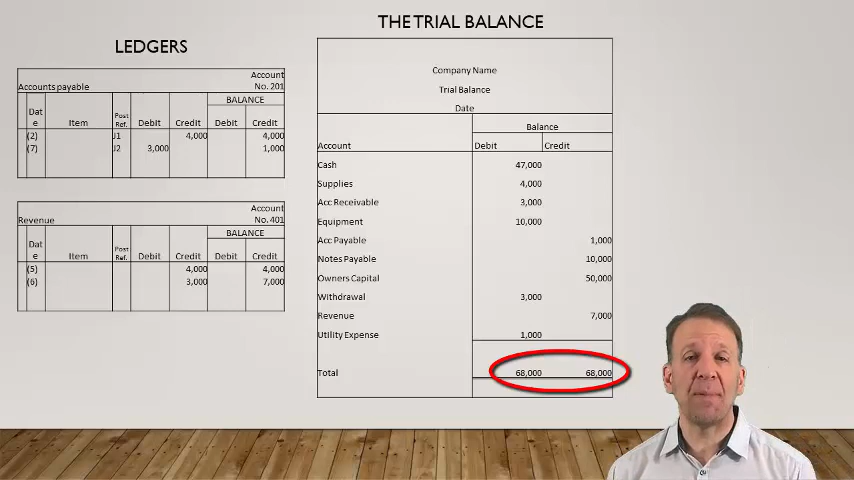 THE TRIAL BALANCE
LEDGERS
Account
Accounts payable No. 201
BALANCE
Dat
e Item Post
Ref. Debit Credit Debit Credit
(2) J1 4,000 4,000
(7) J2 3,000 1,000
Account
Revenue No. 401
BALANCE
Dat
e Item Post
Ref. Debit Credit Debit Credit
(5) 4,000 4,000
(6) 3,000 7,000
Company Name
Trial Balance
Date
Balance
Account Debit Credit
Cash 47,000
Supplies 4,000
Acc Receivable 3,000
Equipment 10,000
Acc Payable 1,000
Notes Payable 10,000
Owners Capital 50,000
Withdrawal 3,000
Revenue 7,000
Utility Expense 1,000
Total 68,000 68,000